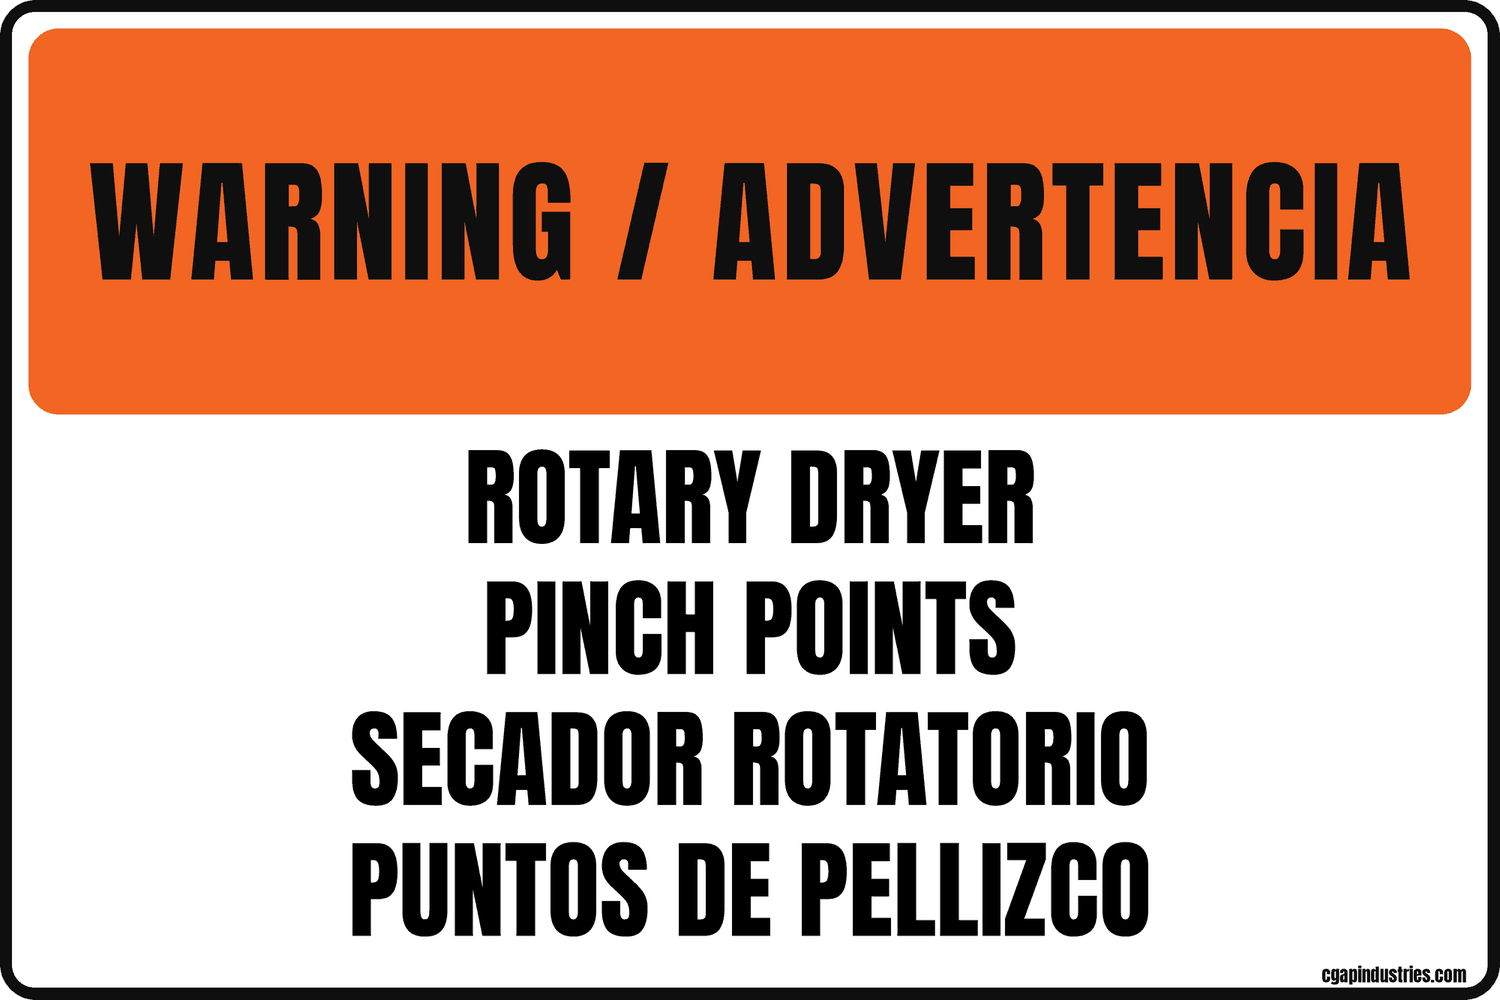 WARNING / ADVERTENCIA
ROTARY DRYER
PINCH POINTS
SECADOR ROTATORIO
PUNTOS DE PELLIZCO
cgapindustries.com